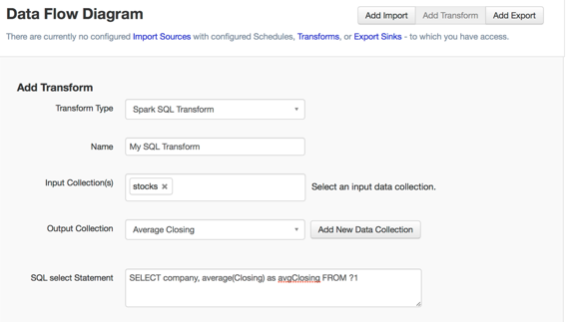 Data Flow Diagram
Add Import Add Transform Add Export
There are currently no configured Import Sources with configured Schedules, Transforms, or Export Sinks - to which you have access.
Add Transform
Transform Type Spark SQL Transform
Name My SQL Transform
Input Collection(s) stocks × Select an input data collection.
Output Collection Average Closing Add New Data Collection
SQL select Statement SELECT company, average(Closing) as avgClosing FROM ?1